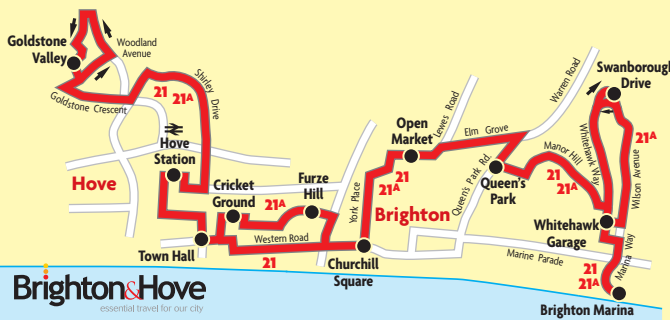 Goldstone
Valley
Woodland
Avenue
Goldstone Crescent
21
21A
Shirley Drive
Hove
Station
Hove
Cricket
Ground
21A
Furze
Hill
Western Road
Town Hall
21
York Place
Churchill
Square
Brighton
21
21A
Open
Market
Lewes Road
Elm Grove
Warren Road
Queen's Park Rd.
Queen's
Park
Manor Hill
21
21A
Swanborough
Drive
Whitehawk Way
21A
Wilson Avenue
Whitehawk
Garage
Marine Parade
Marina Way
21
21A
Brighton Marina
Brighton&Hove
essential travel for our city